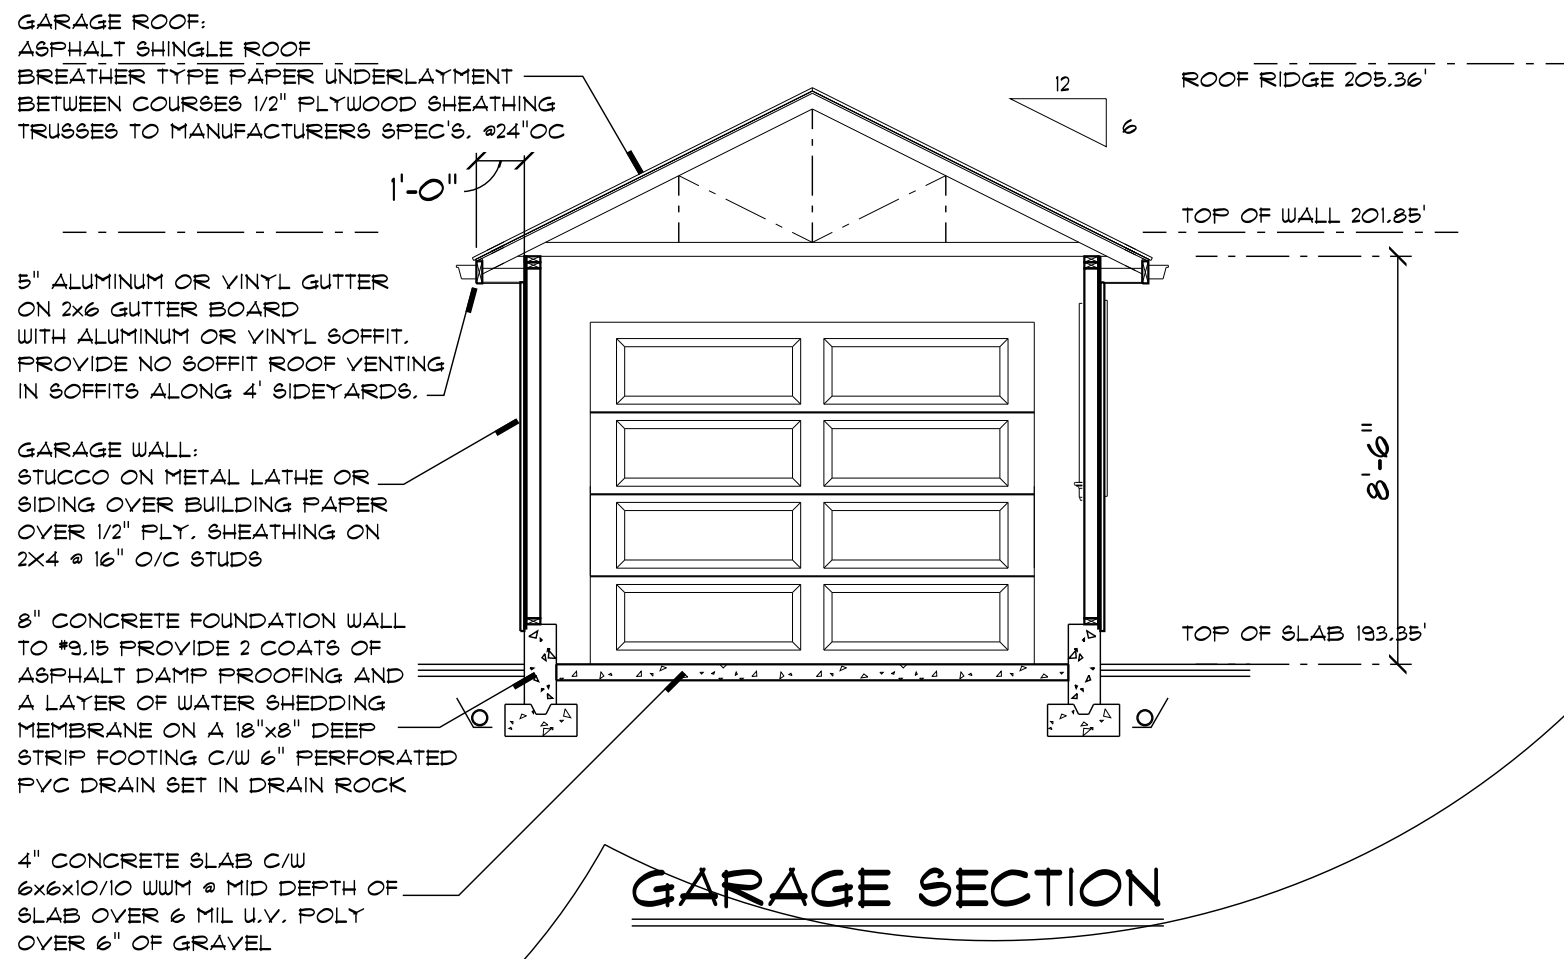 GARAGE ROOF:
ASPHALT SHINGLE ROOF
BREATHER TYPE PAPER UNDERLAYMENT
BETWEEN COURSES 1/2" PLYWOOD SHEATHING
TRUSSES TO MANUFACTURERS SPEC'S. @24"OC
1'-0"
12
6
ROOF RIDGE 205.36'
TOP OF WALL 201.85'
5" ALUMINUM OR VINYL GUTTER
ON 2x6 GUTTER BOARD
WITH ALUMINUM OR VINYL SOFFIT.
PROVIDE NO SOFFIT ROOF VENTING
IN SOFFITS ALONG 4' SIDEYARDS.
GARAGE WALL:
STUCCO ON METAL LATHE OR
SIDING OVER BUILDING PAPER
OVER 1/2" PLY. SHEATHING ON
2X4 @ 16" O/C STUDS
8'-6"
TOP OF SLAB 193.35'
8" CONCRETE FOUNDATION WALL
TO #9.15 PROVIDE 2 COATS OF
ASPHALT DAMP PROOFING AND
A LAYER OF WATER SHEDDING
MEMBRANE ON A 18"x8" DEEP
STRIP FOOTING C/W 6" PERFORATED
PVC DRAIN SET IN DRAIN ROCK
4" CONCRETE SLAB C/W
6x6x10/10 WWM @ MID DEPTH OF
SLAB OVER 6 MIL U.V. POLY
OVER 6" OF GRAVEL
GARAGE SECTION